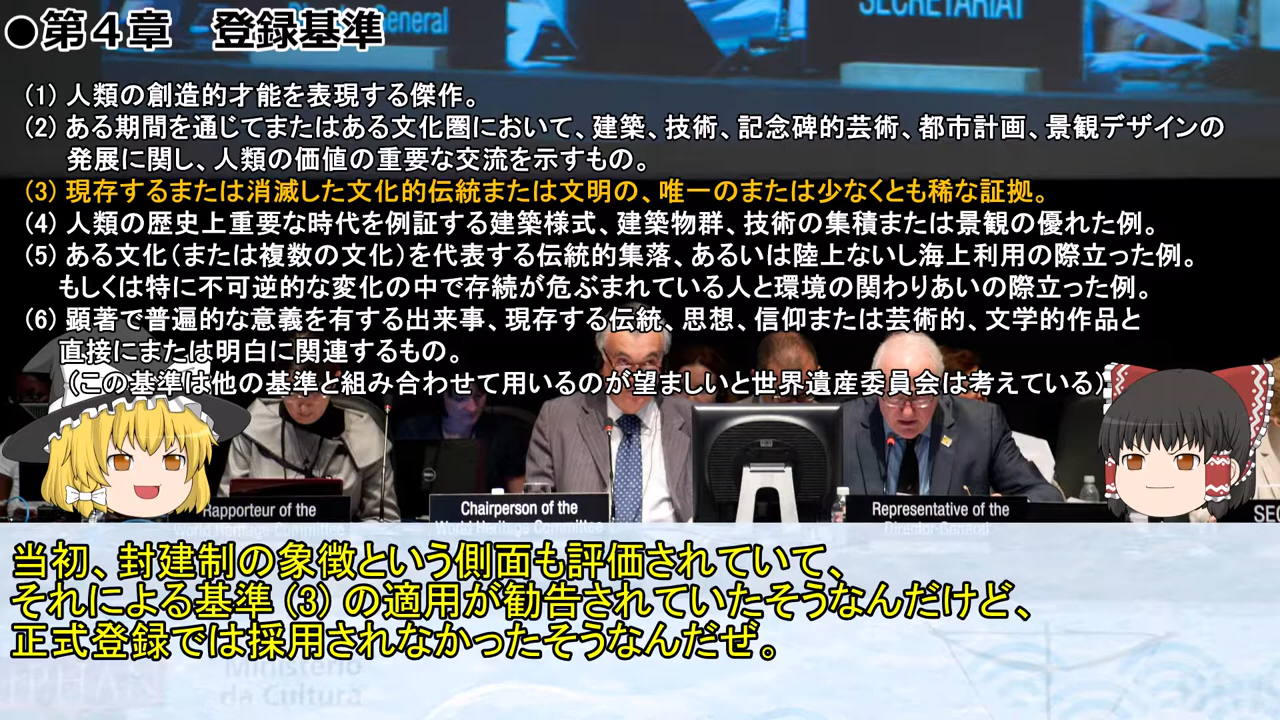 ●第４章　登録基準
Director General
SECRETARIAT
(1) 人類の創造的才能を表現する傑作。
(2) ある期間を通じてまたはある文化圏において、建築、技術、記念碑的芸術、都市計画、景観デザインの
発展に関し、人類の価値の重要な交流を示すもの。
(3) 現存するまたは消滅した文化的伝統または文明の、唯一のまたは少なくとも稀な証拠。
(4) 人類の歴史上重要な時代を例証する建築様式、建築物群、技術の集積または景観の優れた例。
(5) ある文化(または複数の文化)を代表する伝統的集落、あるいは陸上ないし海上利用の際立った例。
もしくは特に不可逆的な変化の中で存続が危ぶまれている人と環境の関わりあいの際立った例。
(6) 顕著で普遍的な意義を有する出来事、現存する伝統、思想、信仰または芸術的、文学的作品と
直接にまたは明白に関連するもの。
(この基準は他の基準と組み合わせて用いるのが望ましいと世界遺産委員会は考えている)
Rapporteur of the
World Heritage Committee
Chairperson of the
World Heritage Committee
Representative of the
Director General
当初、封建制の象徴という側面も評価されていて、
それによる基準 (3) の適用が勧告されていたそうなんだけど、
正式登録では採用されなかったそうなんだぜ。
IPHAN
Ministério
da Cultura